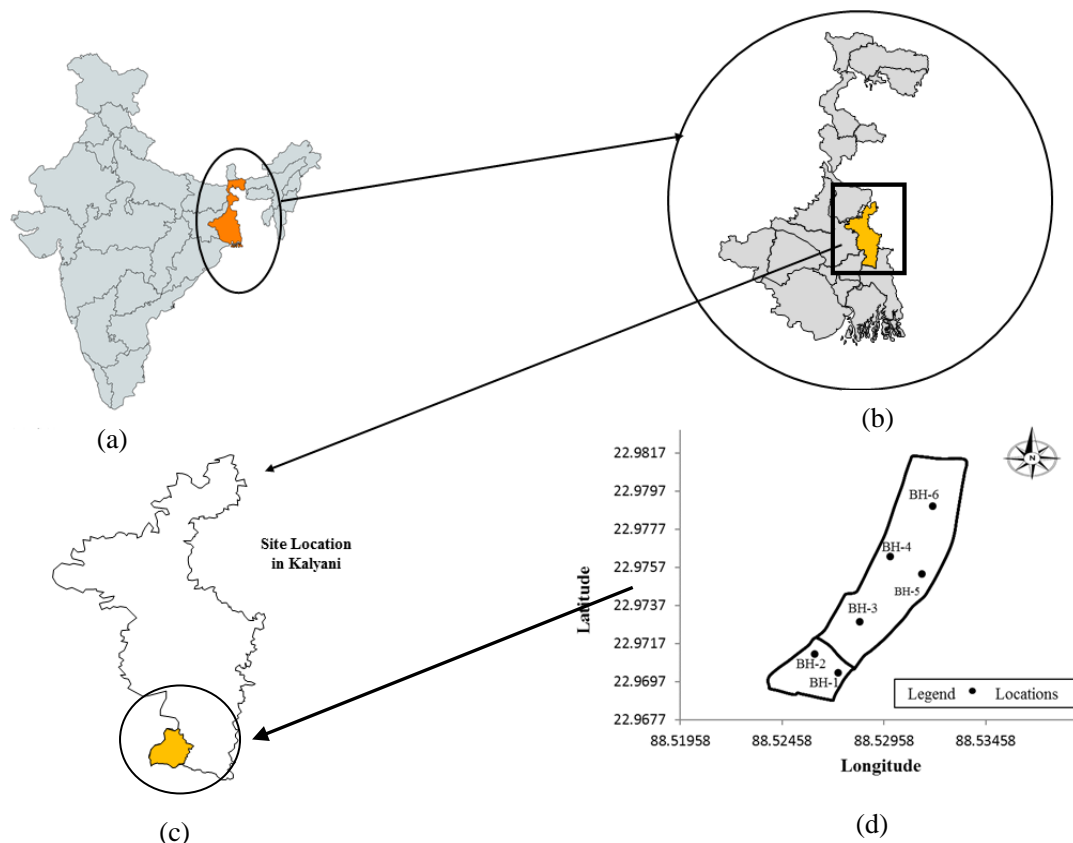 (a)
(b)
Site Location
in Kalyani
(c)
N
22.9817
22.9797
22.9777
22.9757
22.9737
22.9717
22.9697
22.9677
Latitude
BH-6
BH-4
BH-5
BH-3
BH-2
BH-1
Legend Locations
88.51958 88.52458 88.52958 88.53458
Longitude
(d)